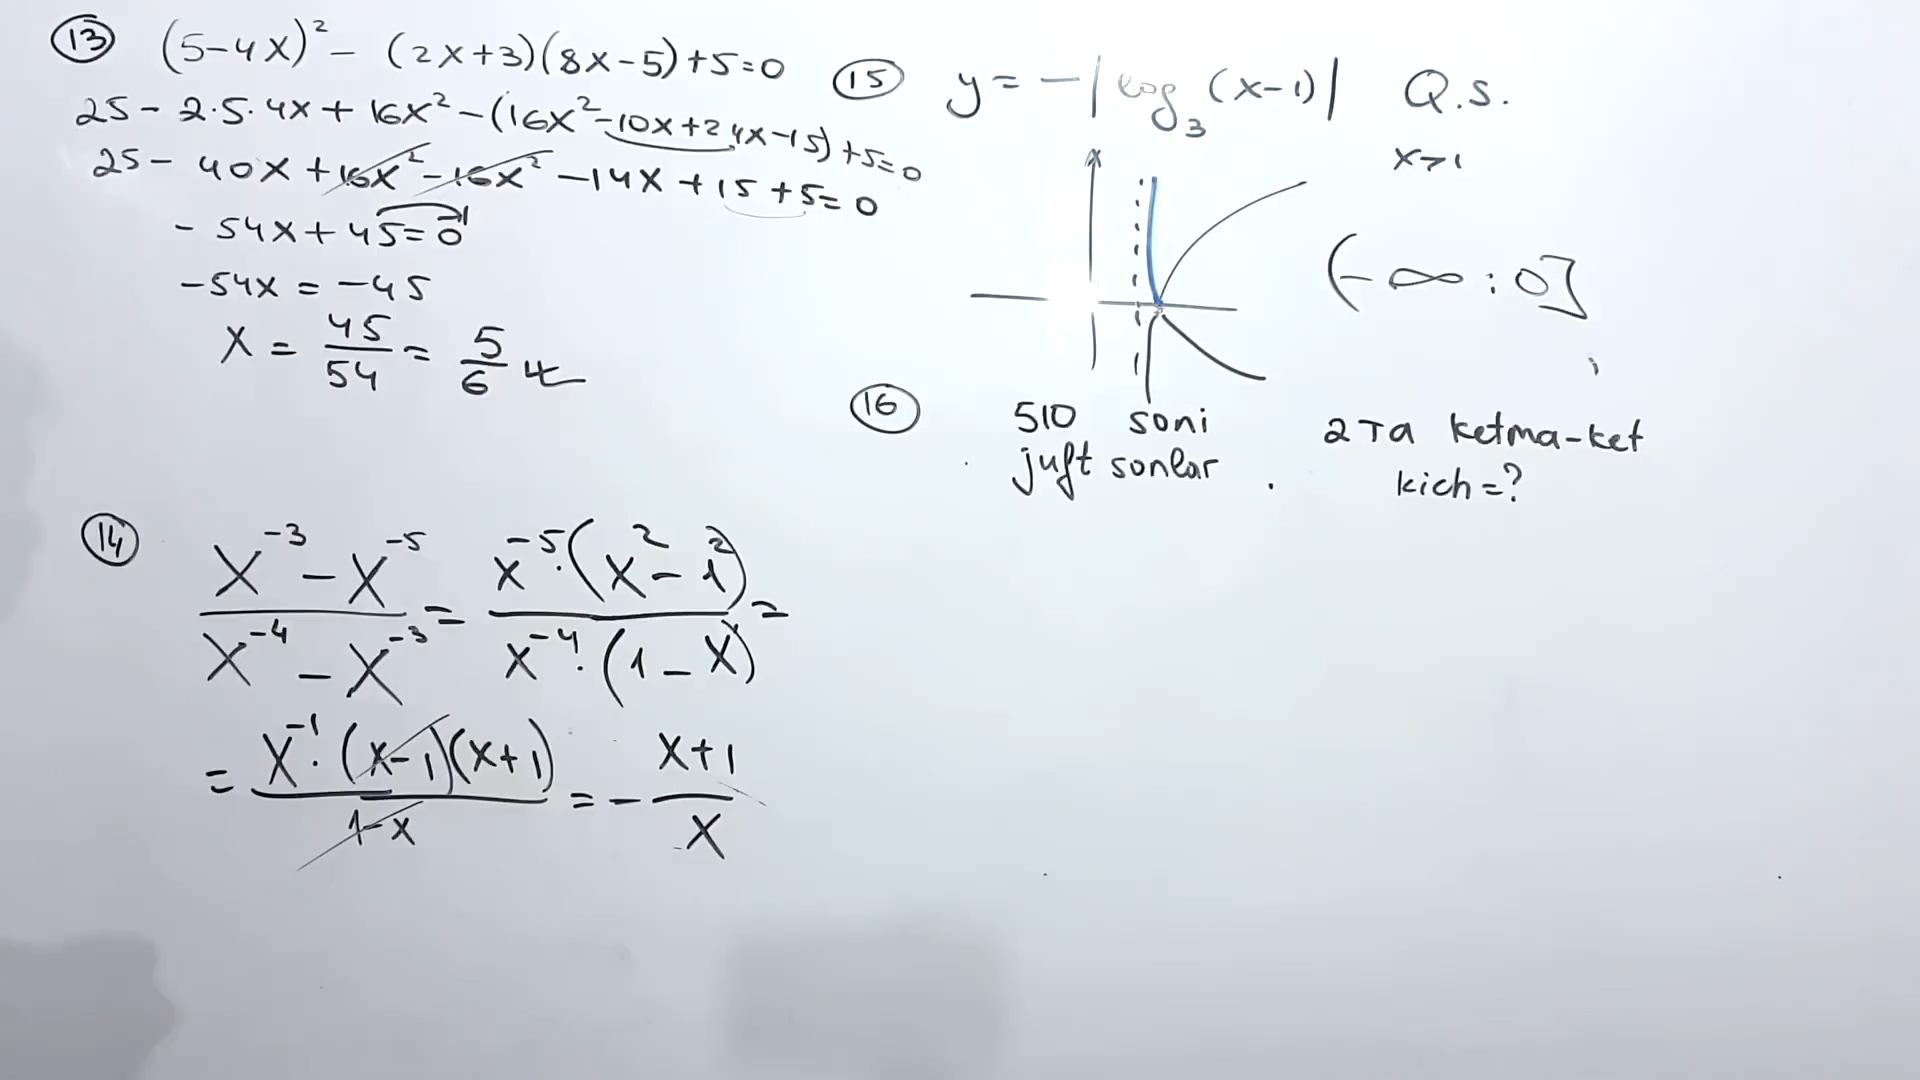 13 (5-4x)² - (2x+3)(8x-5)+5=0
25 - 2·5·4x + 16x² - (16x² - 10x + 24x - 15) + 5 = 0
25 - 40x + 16x² - 16x² - 14x + 15 + 5 = 0
- 54x + 45 = 0
-54x = -45
x = 45/54 = 5/6
14 (x⁻³ - x⁻⁵)/(x⁻⁴ - x⁻³) = (x⁻⁵·(x² - 1²))/(x⁻⁴·(1 - x)) =
= (x⁻¹·(x-1)(x+1))/(1-x) = - (x+1)/x
15 y = -|log₃(x-1)| Q.s.
x>1
(-∞ ; 0]
16 510 soni 2 ta ketma-ket
juft sonlar . kich=?